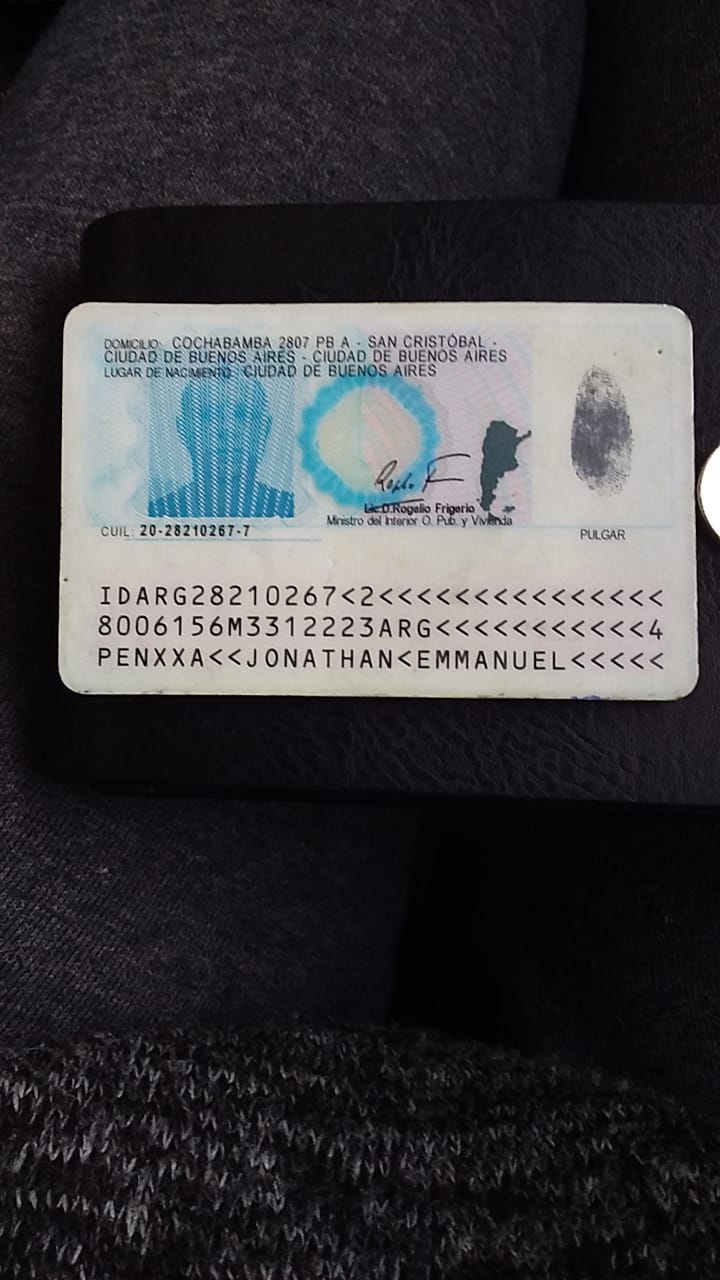 DOMICILIO: COCHABAMBA 2807 PB A - SAN CRISTÓBAL -
CIUDAD DE BUENOS AIRES - CIUDAD DE BUENOS AIRES
LUGAR DE NACIMIENTO: CIUDAD DE BUENOS AIRES
Lic.D.Rogelio Frigerio
Ministro del Interior O. Pub. y Vivienda
CUIL: 20-28210267-7
PULGAR
IDARG28210267<2<<<<<<<<<<<<<<<
8006156M3312223ARG<<<<<<<<<<<4
PENXXA<<JONATHAN<EMMANUEL<<<<<